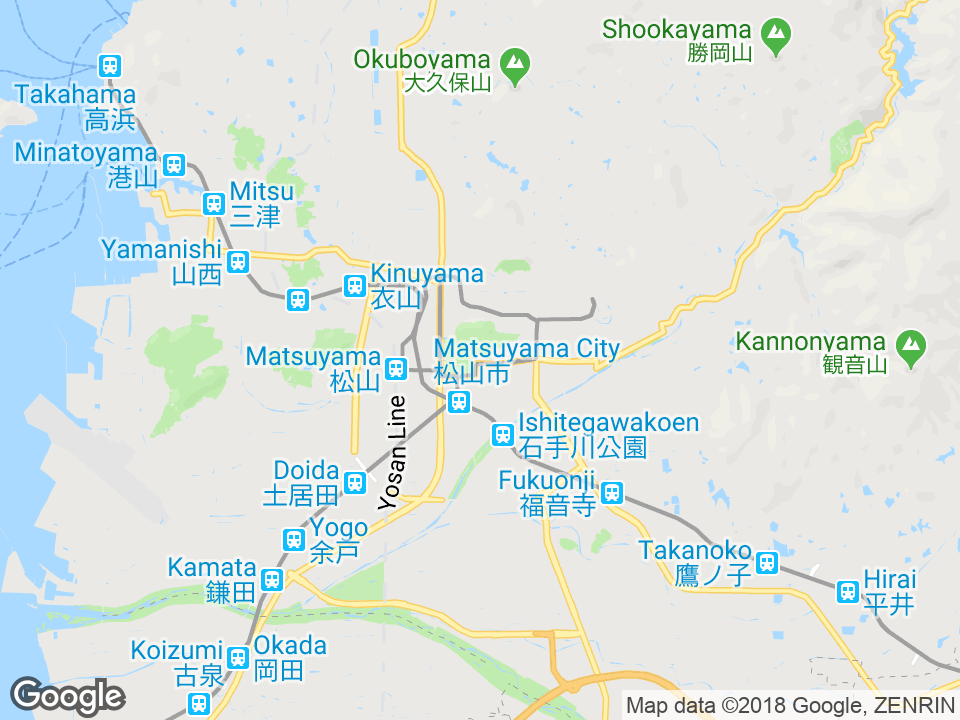 Shookayama
勝岡山
Okuboyama
大久保山
Takahama
高浜
Minatoyama
港山
Mitsu
三津
Yamanishi
山西
Kinuyama
衣山
Kannonyama
観音山
Matsuyama
松山
Matsuyama City
松山市
Yosan Line
Ishitegawakoen
石手川公園
Doida
土居田
Fukuonji
福音寺
Yogo
余戸
Takanoko
鷹ノ子
Kamata
鎌田
Hirai
平井
Okada
岡田
Koizumi
古泉
Google
Map data ©2018 Google, ZENRIN